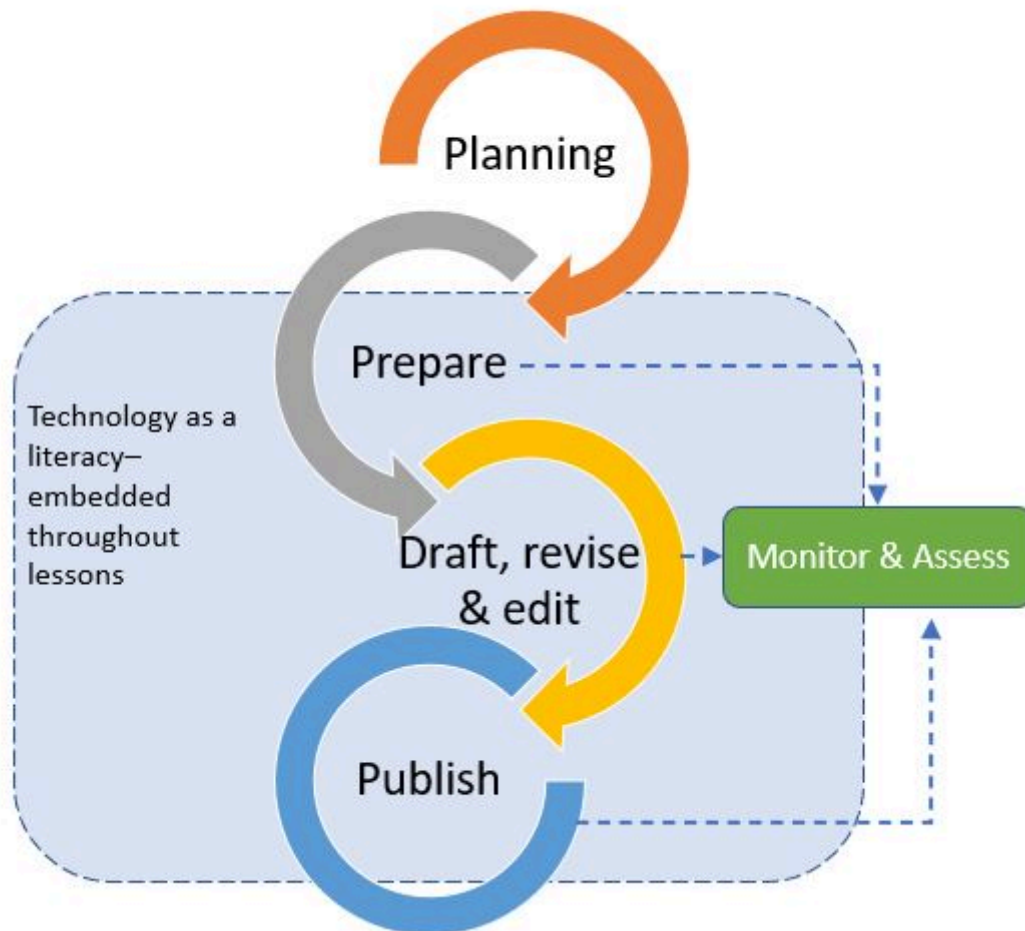 Planning
Prepare
Technology as a
literacy–
embedded
throughout
lessons
Draft, revise
& edit
Monitor & Assess
Publish